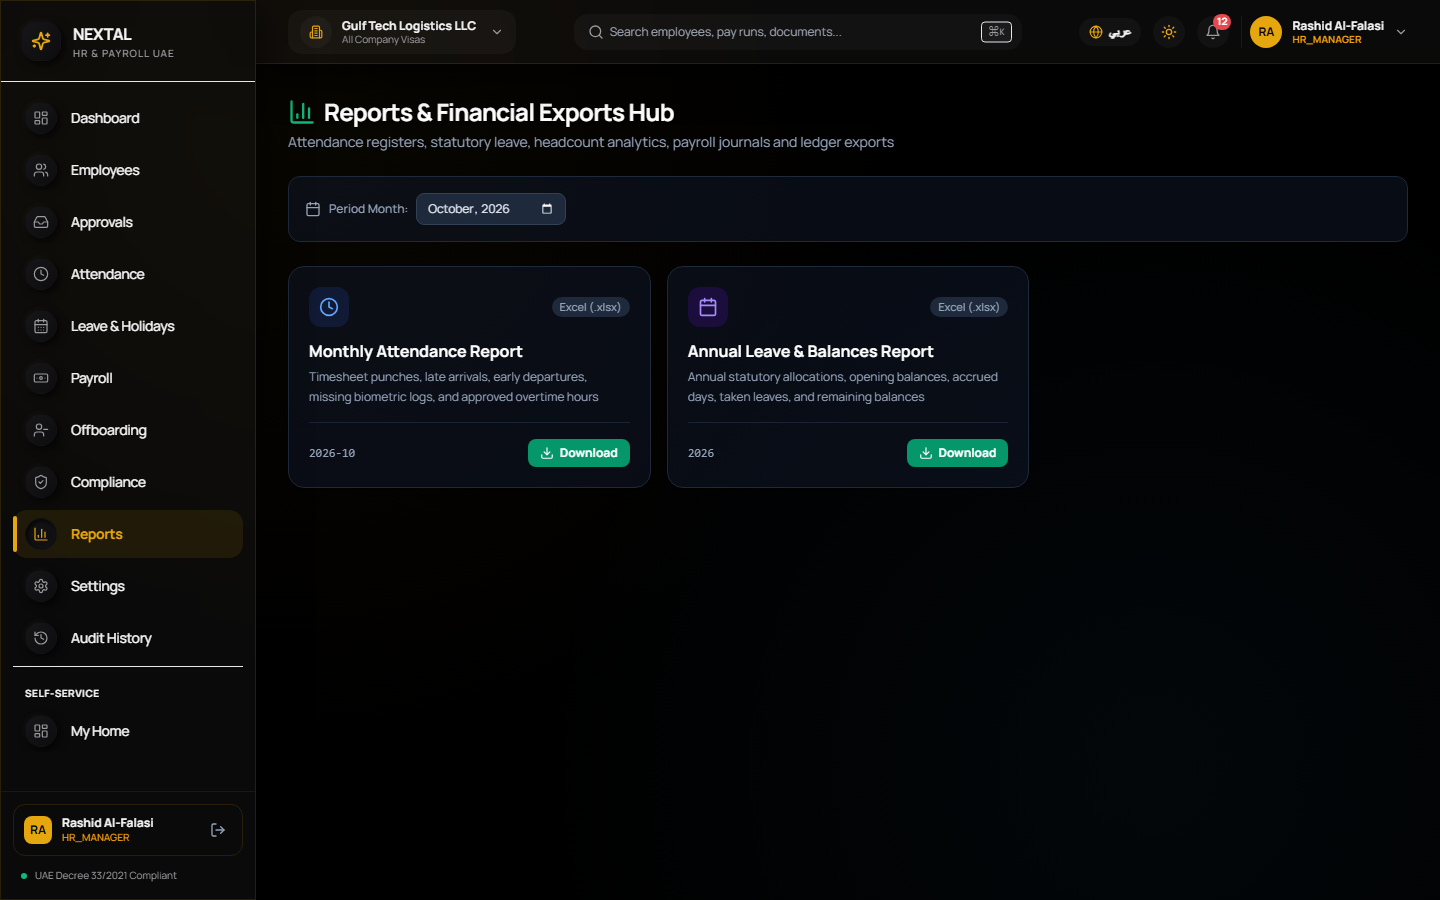 NEXTAL
HR & PAYROLL UAE
Gulf Tech Logistics LLC
All Company Visas
Search employees, pay runs, documents...
⌘K
عربي
12
RA
Rashid Al-Falasi
HR_MANAGER
Dashboard
Employees
Approvals
Attendance
Leave & Holidays
Payroll
Offboarding
Compliance
Reports
Settings
Audit History
SELF-SERVICE
My Home
RA
Rashid Al-Falasi
HR_MANAGER
UAE Decree 33/2021 Compliant
Reports & Financial Exports Hub
Attendance registers, statutory leave, headcount analytics, payroll journals and ledger exports
Period Month:
October, 2026
Excel (.xlsx)
Monthly Attendance Report
Timesheet punches, late arrivals, early departures,
missing biometric logs, and approved overtime hours
2026-10
Download
Excel (.xlsx)
Annual Leave & Balances Report
Annual statutory allocations, opening balances, accrued
days, taken leaves, and remaining balances
2026
Download